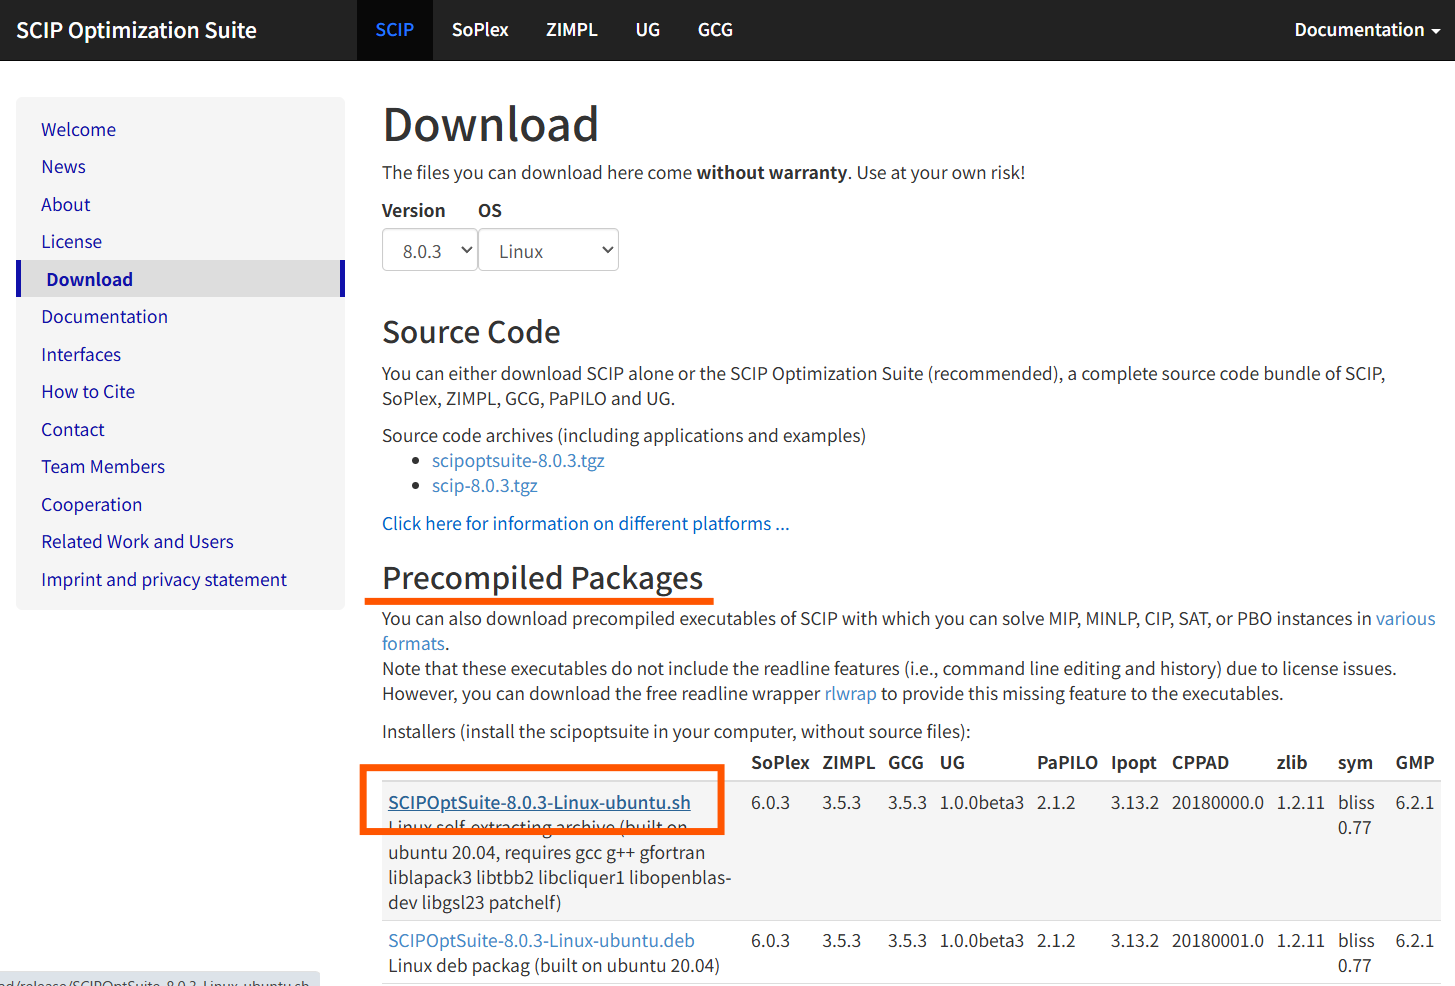 SCIP Optimization Suite
SCIP
SoPlex
ZIMPL
UG
GCG
Documentation
Welcome
News
About
License
Download
Documentation
Interfaces
How to Cite
Contact
Team Members
Cooperation
Related Work and Users
Imprint and privacy statement
Download
The files you can download here come without warranty. Use at your own risk!
Version OS
8.0.3 Linux
Source Code
You can either download SCIP alone or the SCIP Optimization Suite (recommended), a complete source code bundle of SCIP,
SoPlex, ZIMPL, GCG, PaPILO and UG.
Source code archives (including applications and examples)
scipoptsuite-8.0.3.tgz
scip-8.0.3.tgz
Click here for information on different platforms ...
Precompiled Packages
You can also download precompiled executables of SCIP with which you can solve MIP, MINLP, CIP, SAT, or PBO instances in various
formats.
Note that these executables do not include the readline features (i.e., command line editing and history) due to license issues.
However, you can download the free readline wrapper rlwrap to provide this missing feature to the executables.
Installers (install the scipoptsuite in your computer, without source files):
SoPlex ZIMPL GCG UG PaPILO Ipopt CPPAD zlib sym GMP
SCIPOptSuite-8.0.3-Linux-ubuntu.sh 6.0.3 3.5.3 3.5.3 1.0.0beta3 2.1.2 3.13.2 20180000.0 1.2.11 bliss 6.2.1
Linux self-extracting archive (built on 0.77
ubuntu 20.04, requires gcc g++ gfortran
liblapack3 libtbb2 libcliquer1 libopenblas-
dev libgsl23 patchelf)
SCIPOptSuite-8.0.3-Linux-ubuntu.deb 6.0.3 3.5.3 3.5.3 1.0.0beta3 2.1.2 3.13.2 20180001.0 1.2.11 bliss 6.2.1
Linux deb packag (built on ubuntu 20.04) 0.77
ad/release/SCIPOptSuite-8.0.3-Linux-ubuntu.sh